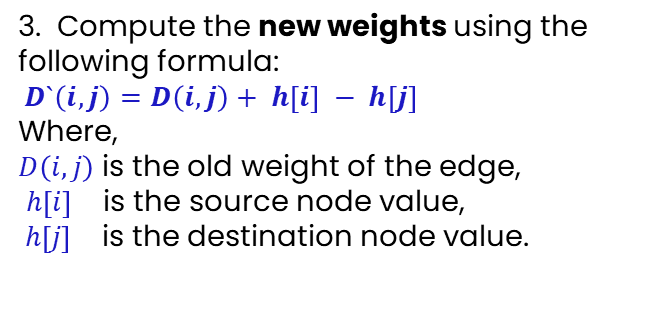 3. Compute the new weights using the
following formula:
D`(i,j) = D(i,j) + h[i] − h[j]
Where,
D(i,j) is the old weight of the edge,
h[i] is the source node value,
h[j] is the destination node value.